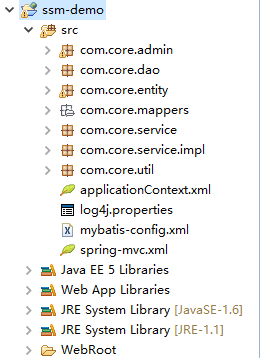 ssm-demo
src
com.core.admin
com.core.dao
com.core.entity
com.core.mappers
com.core.service
com.core.service.impl
com.core.util
applicationContext.xml
log4j.properties
mybatis-config.xml
spring-mvc.xml
Java EE 5 Libraries
Web App Libraries
JRE System Library [JavaSE-1.6]
JRE System Library [JRE-1.1]
WebRoot